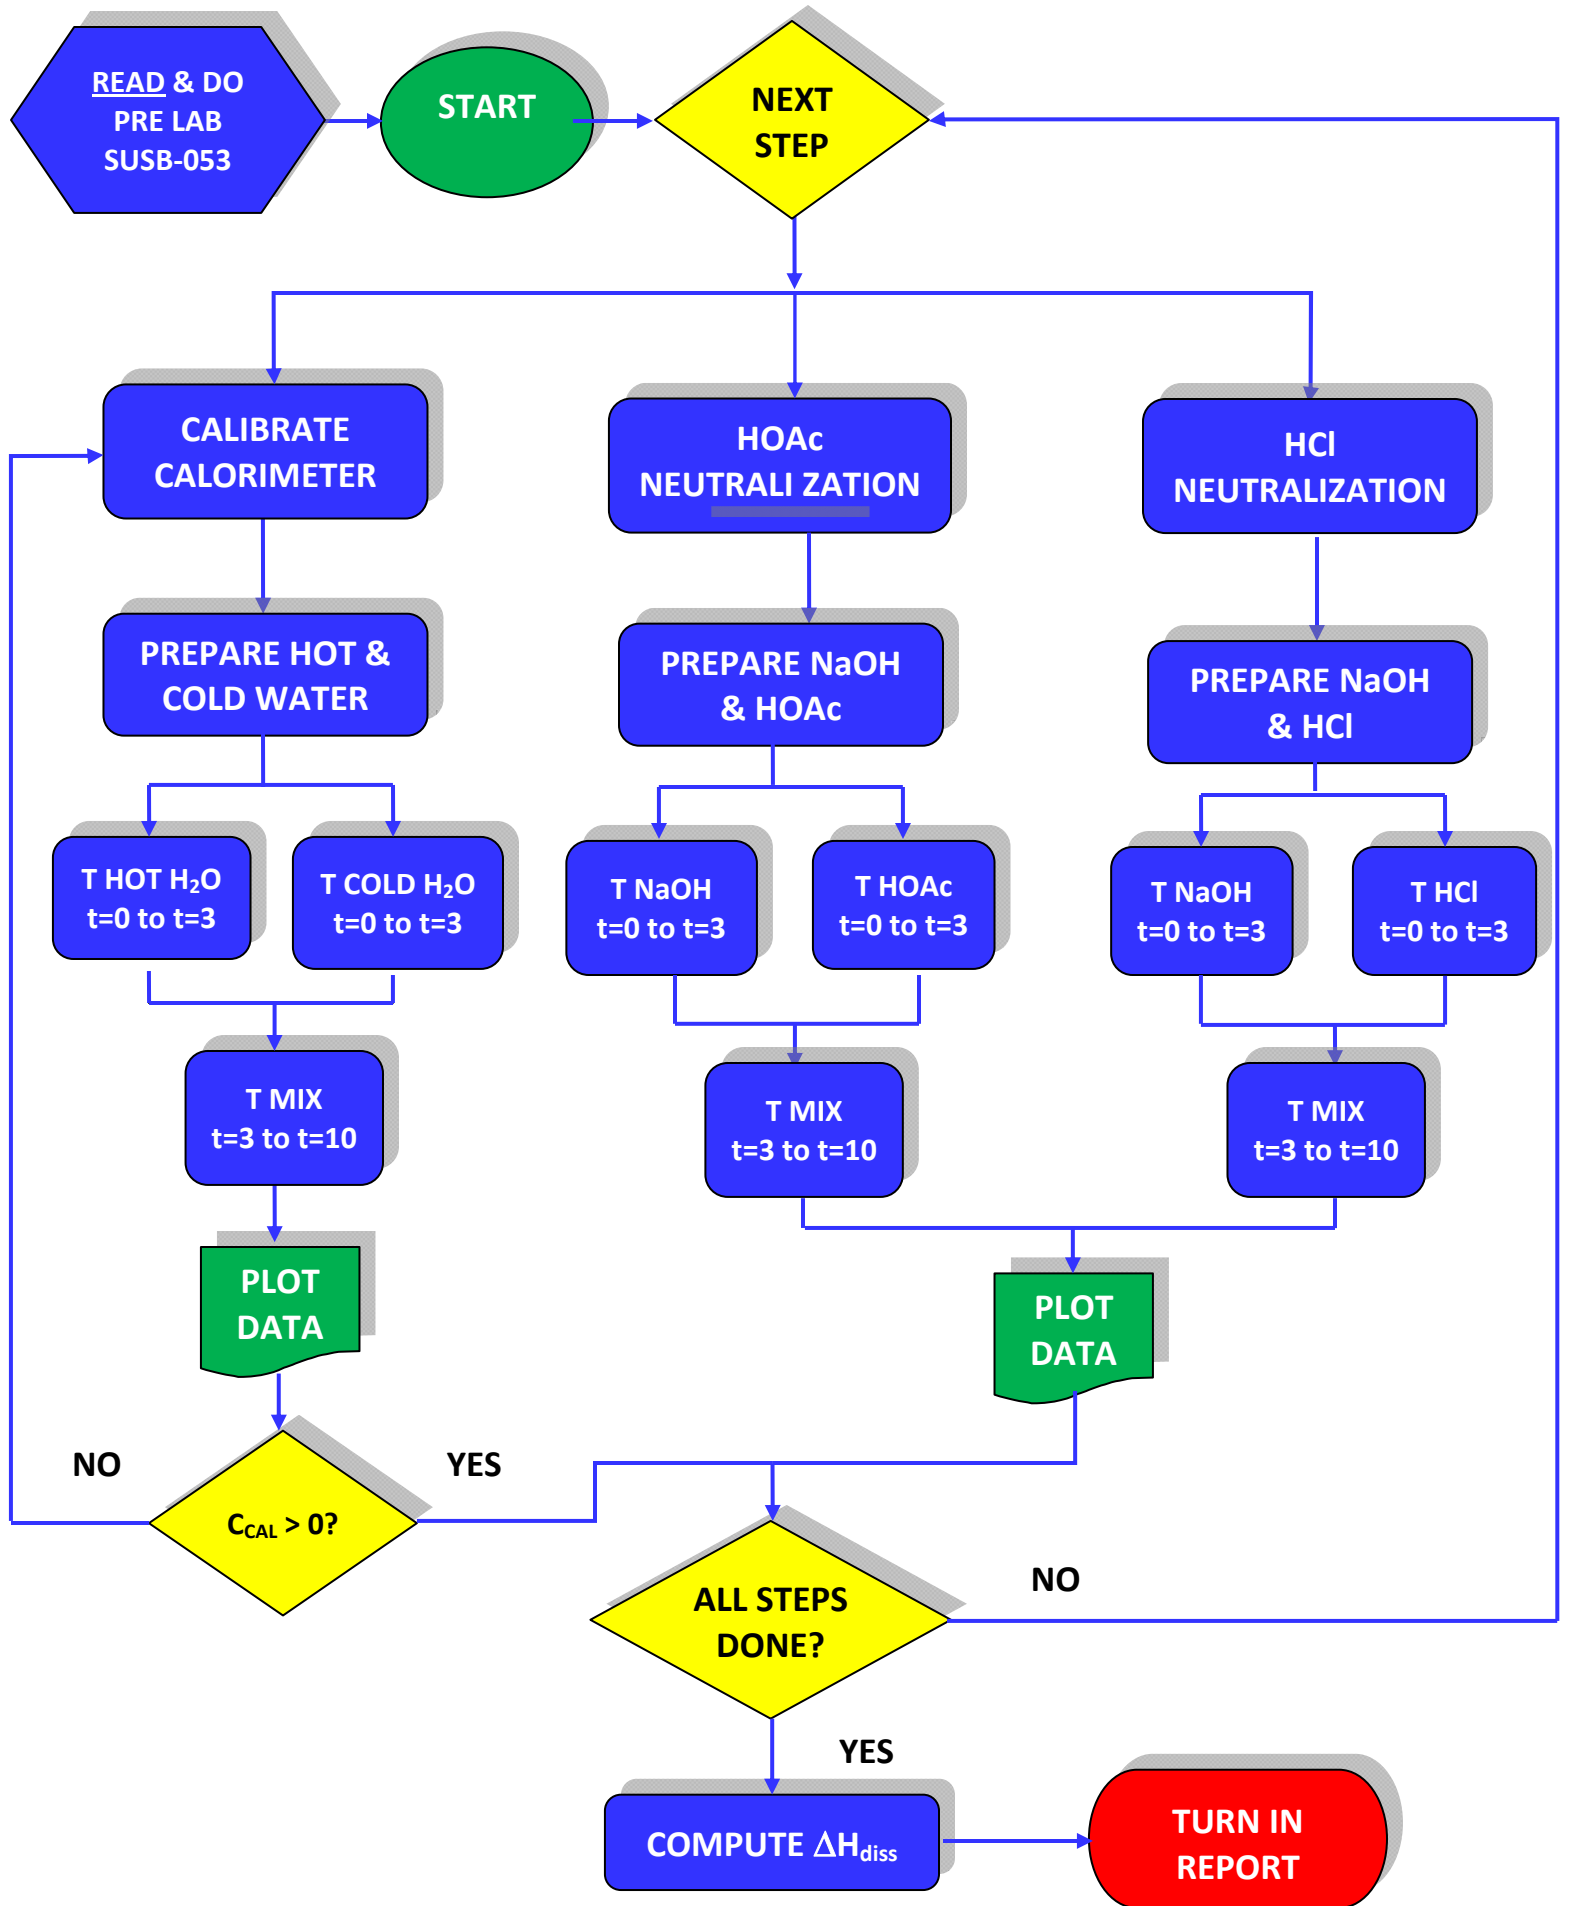 READ & DO
PRE LAB
SUSB-053
START
NEXT
STEP
CALIBRATE
CALORIMETER
HOAc
NEUTRALI ZATION
HCl
NEUTRALIZATION
PREPARE HOT &
COLD WATER
PREPARE NaOH
& HOAc
PREPARE NaOH
& HCl
T HOT H₂O
t=0 to t=3
T COLD H₂O
t=0 to t=3
T NaOH
t=0 to t=3
T HOAc
t=0 to t=3
T NaOH
t=0 to t=3
T HCl
t=0 to t=3
T MIX
t=3 to t=10
T MIX
t=3 to t=10
T MIX
t=3 to t=10
PLOT
DATA
PLOT
DATA
NO
YES
C_CAL > 0?
ALL STEPS
DONE?
NO
YES
COMPUTE ΔH_diss
TURN IN
REPORT